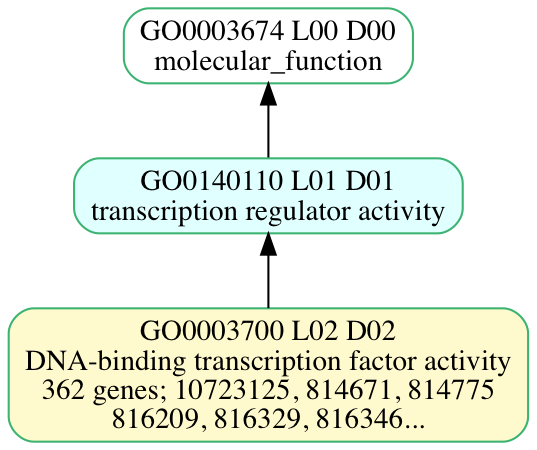 GO0003674 L00 D00
molecular_function
GO0140110 L01 D01
transcription regulator activity
GO0003700 L02 D02
DNA-binding transcription factor activity
362 genes; 10723125, 814671, 814775
816209, 816329, 816346...